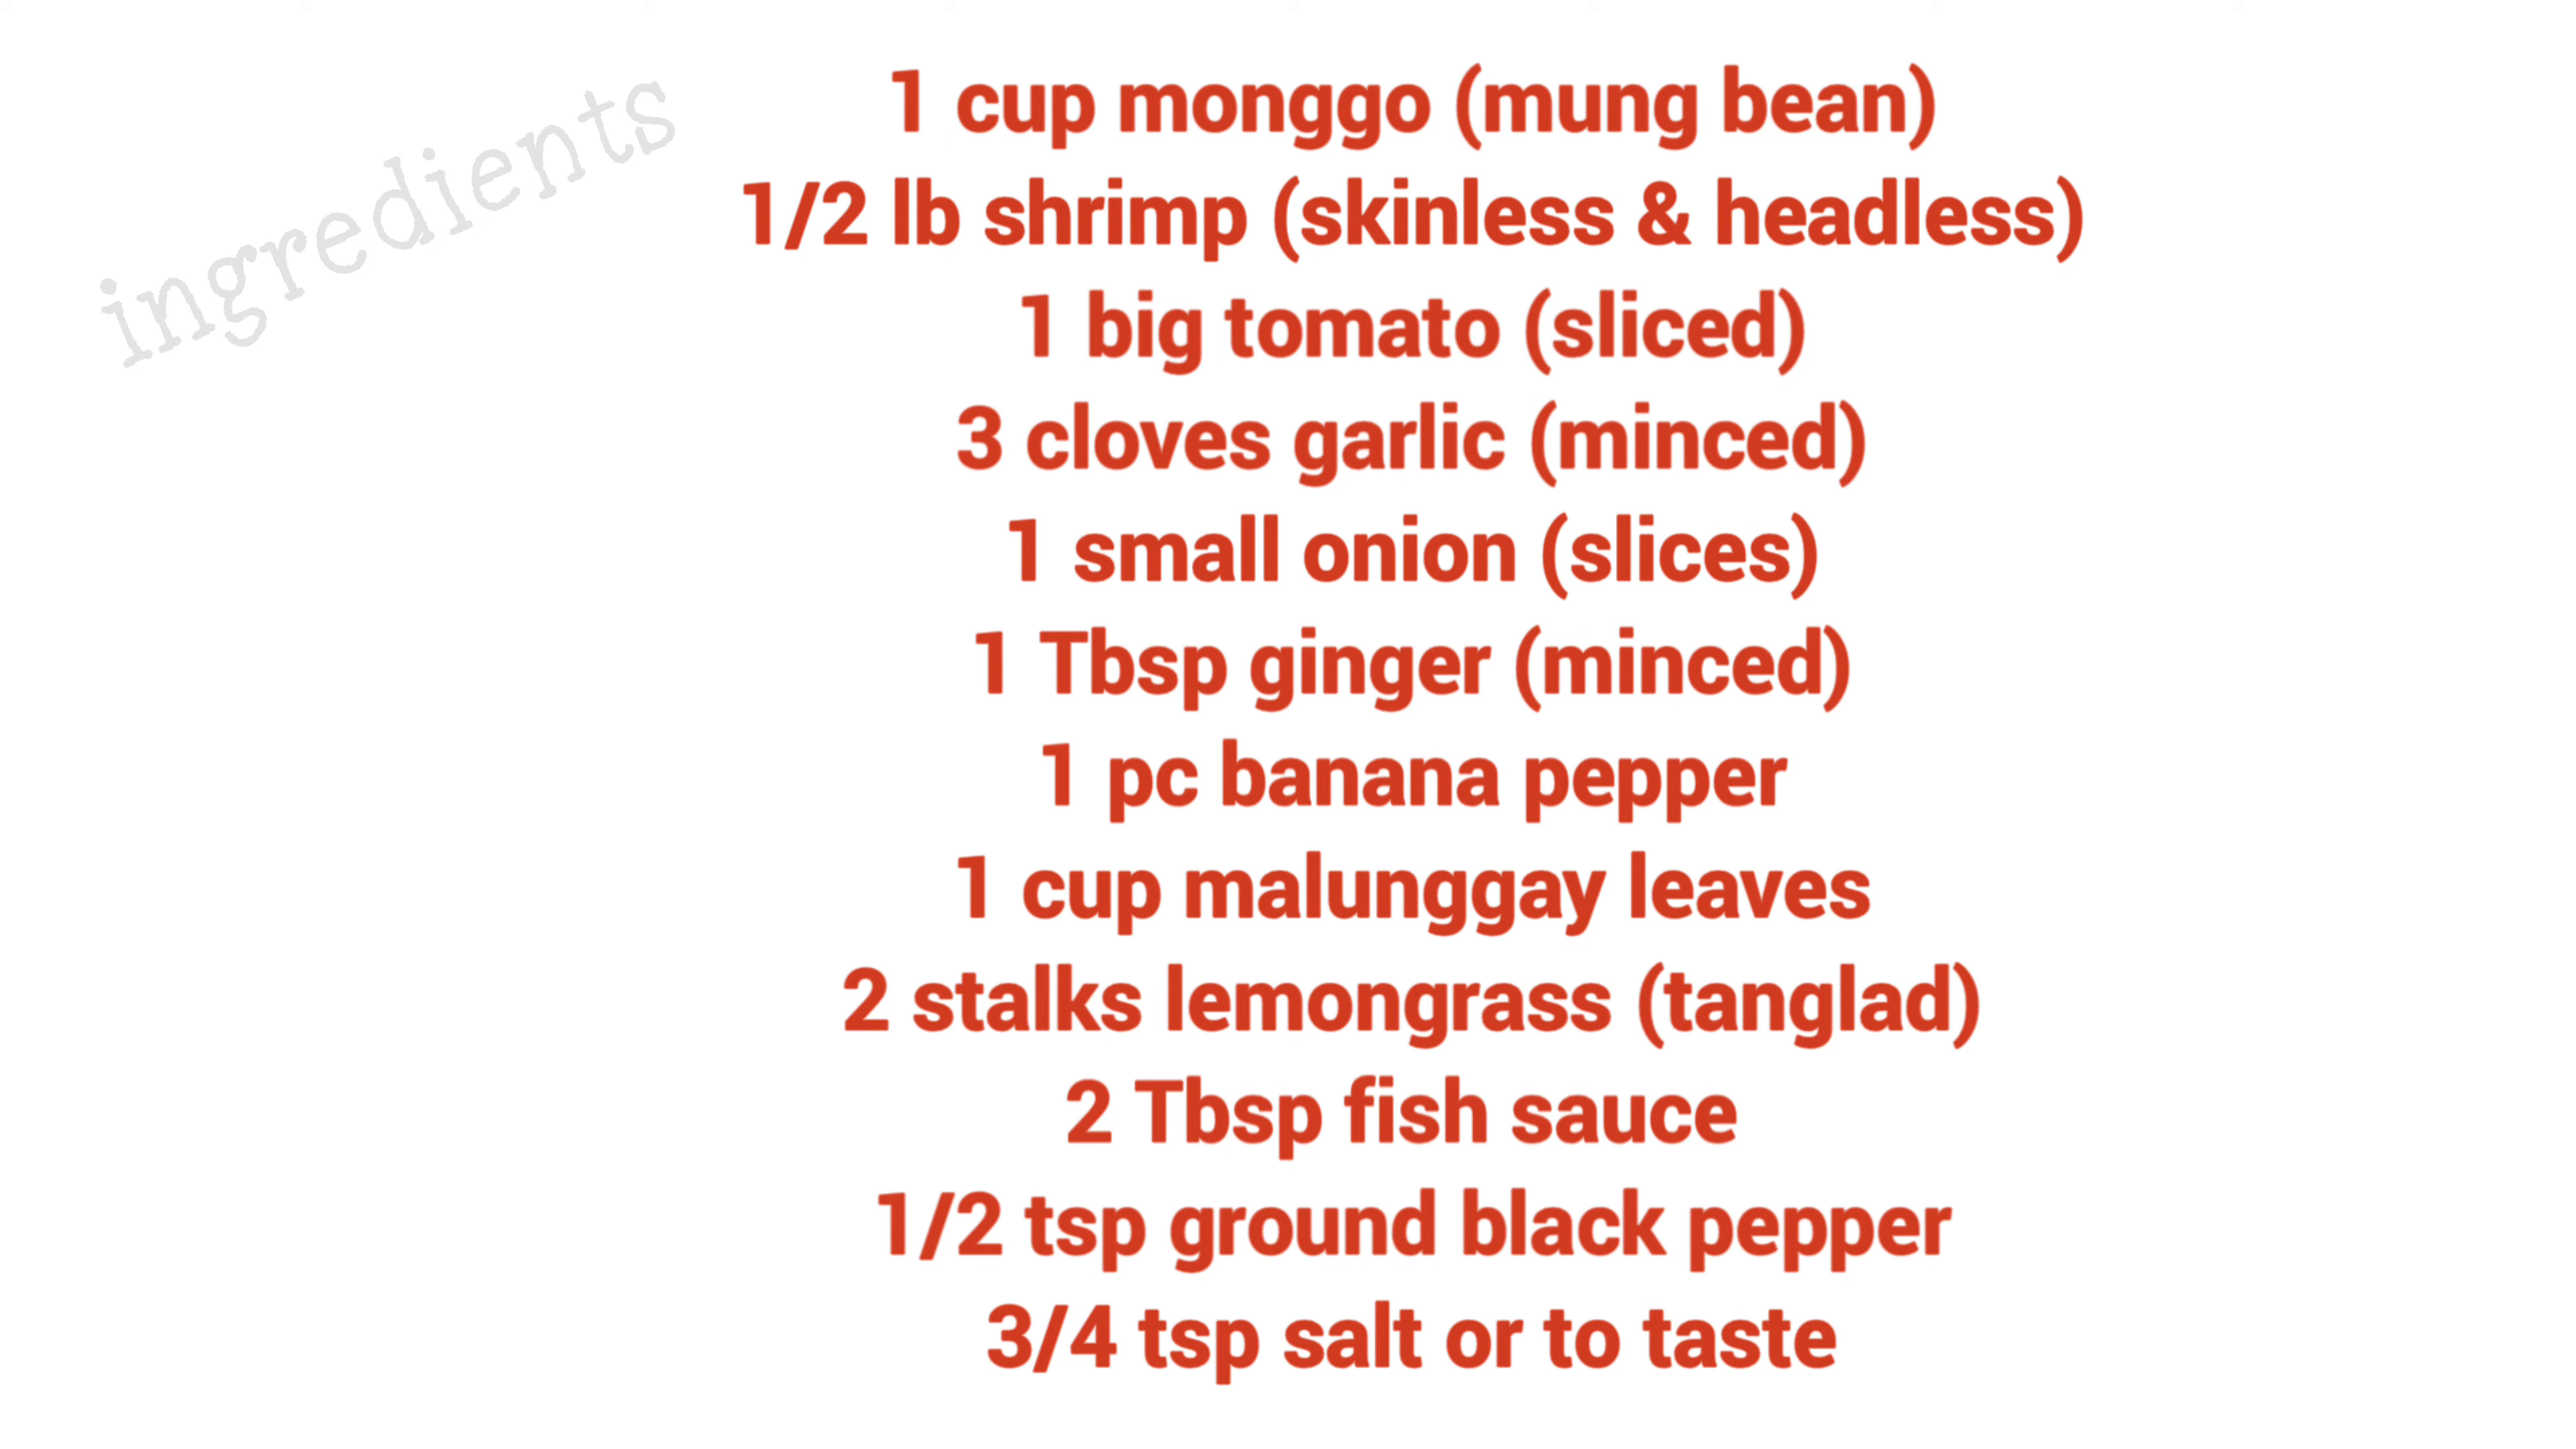 ingredients
1 cup monggo (mung bean)
1/2 lb shrimp (skinless & headless)
1 big tomato (sliced)
3 cloves garlic (minced)
1 small onion (slices)
1 Tbsp ginger (minced)
1 pc banana pepper
1 cup malunggay leaves
2 stalks lemongrass (tanglad)
2 Tbsp fish sauce
1/2 tsp ground black pepper
3/4 tsp salt or to taste